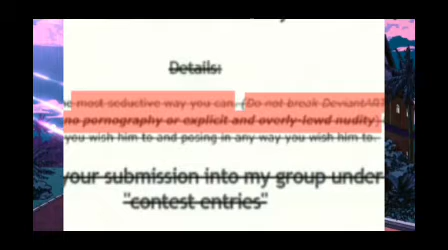 Details:
most seductive way you can. (Do not break DeviantART
no pornography or explicit and overly-lewd nudity)
you wish him to and posing in any way you wish him to.
your submission into my group under
"contest entries"